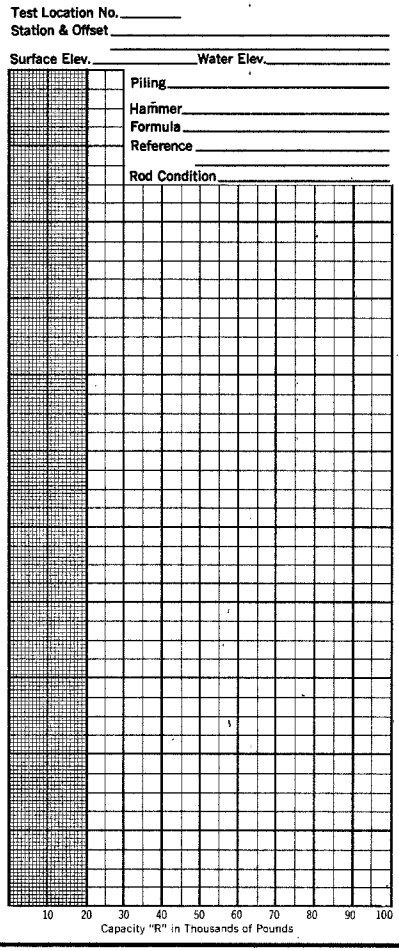 Test Location No.
Station & Offset
Surface Elev. Water Elev.
Piling
Hammer
Formula
Reference
Rod Condition
10 20 30 40 50 60 70 80 90 100
Capacity "R" in Thousands of Pounds